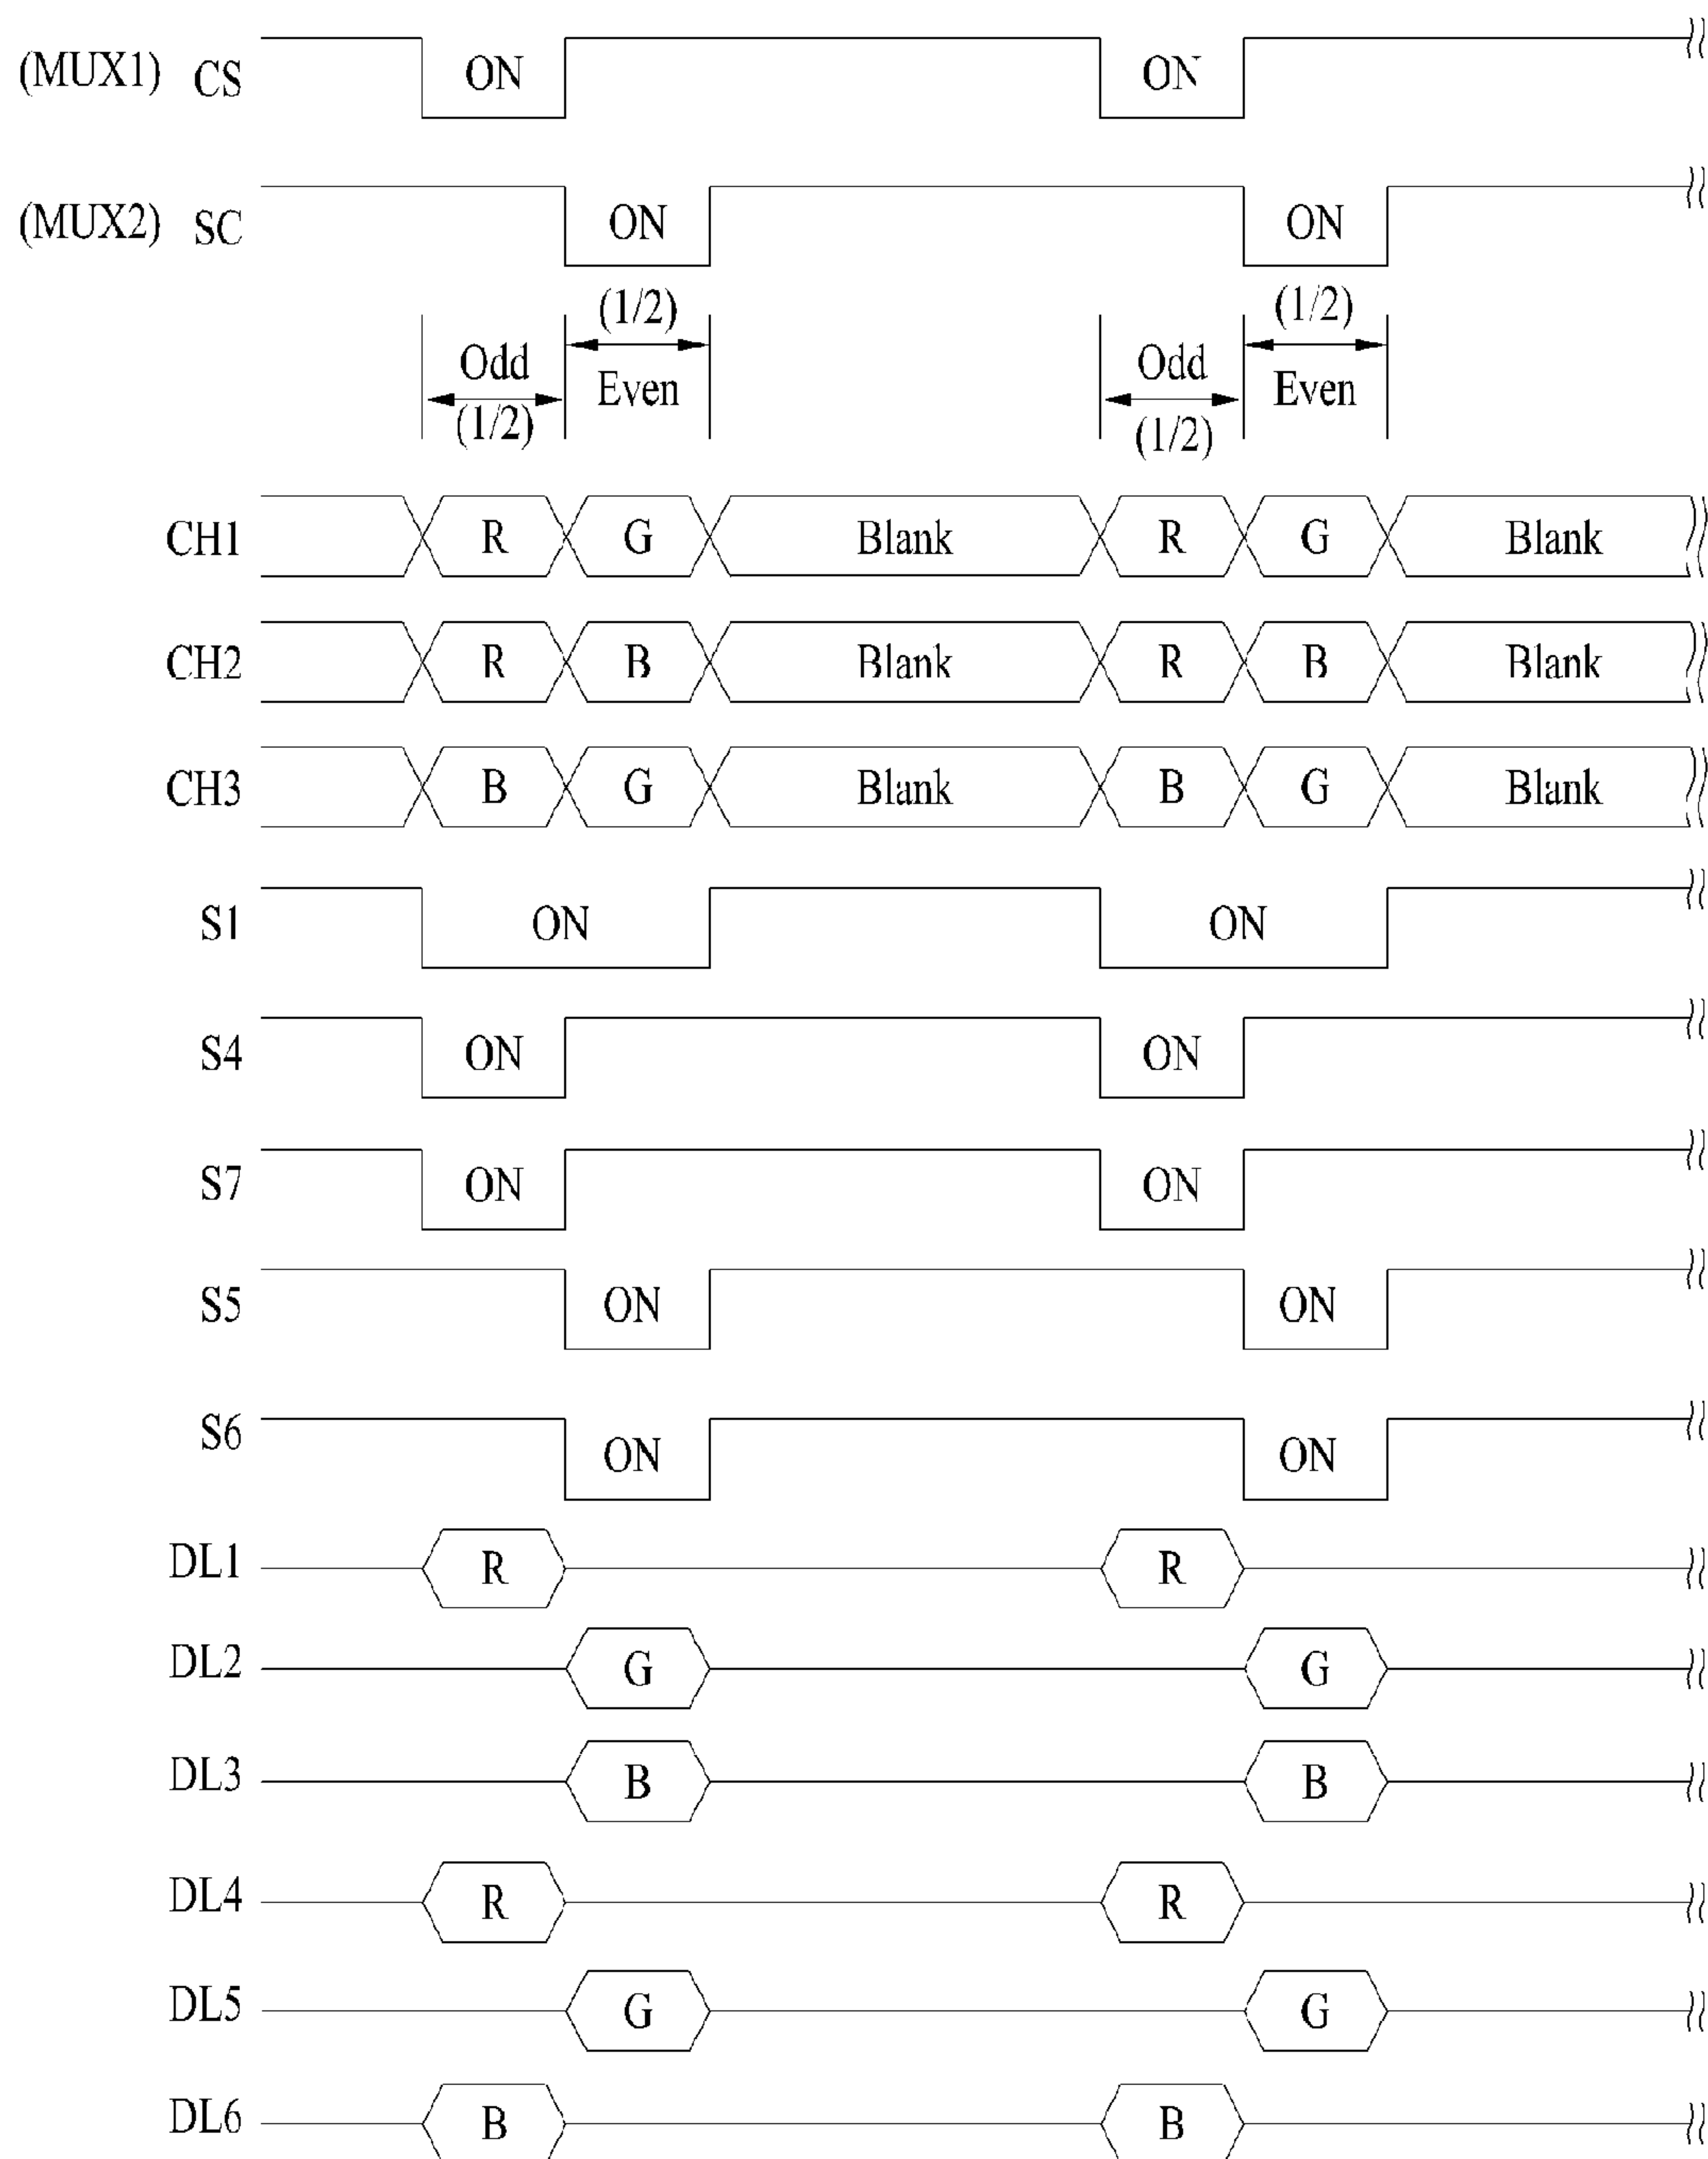 (MUX1) CS ON ON
(MUX2) SC ON ON
(1/2) (1/2)
Odd Even Odd Even
(1/2) (1/2)
CH1 R G Blank R G Blank
CH2 R B Blank R B Blank
CH3 B G Blank B G Blank
S1 ON ON
S4 ON ON
S7 ON ON
S5 ON ON
S6 ON ON
DL1 R R
DL2 G G
DL3 B B
DL4 R R
DL5 G G
DL6 B B